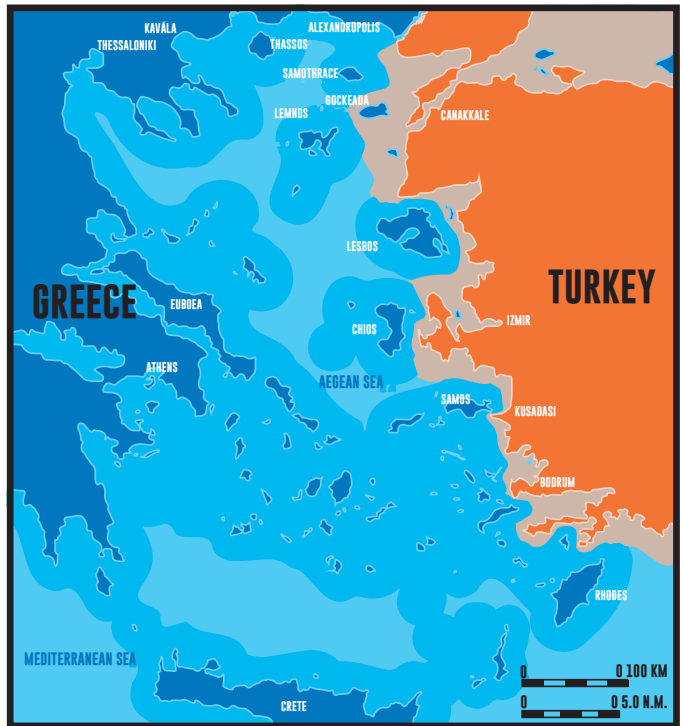 KAVÁLA
ALEXANDROPOLIS
THESSALONIKI
THASSOS
SAMOTHRACE
GOCKEADA
LEMNOS
CANAKKALE
LESBOS
GREECE
TURKEY
EUBOEA
IZMIR
CHIOS
ATHENS
AEGEAN SEA
SAMOS
KUSADASI
BODRUM
RHODES
MEDITERRANEAN SEA
0 0 100 KM
0 0 5.0 N.M.
CRETE